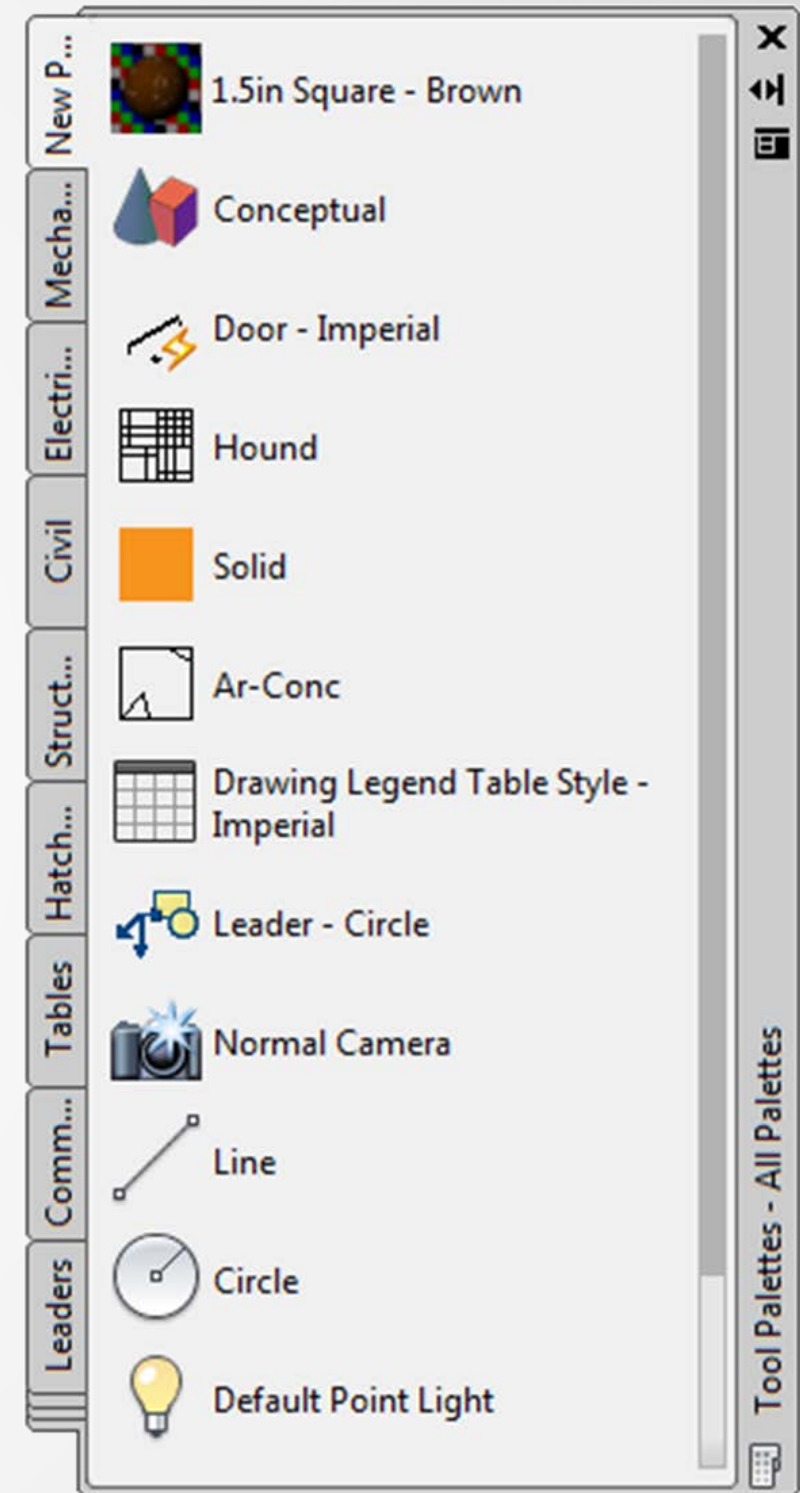 New P...
Mecha...
Electri...
Civil
Struct...
Hatch...
Tables
Comm...
Leaders
1.5in Square - Brown
Conceptual
Door - Imperial
Hound
Solid
Ar-Conc
Drawing Legend Table Style -
Imperial
Leader - Circle
Normal Camera
Line
Circle
Default Point Light
Tool Palettes - All Palettes